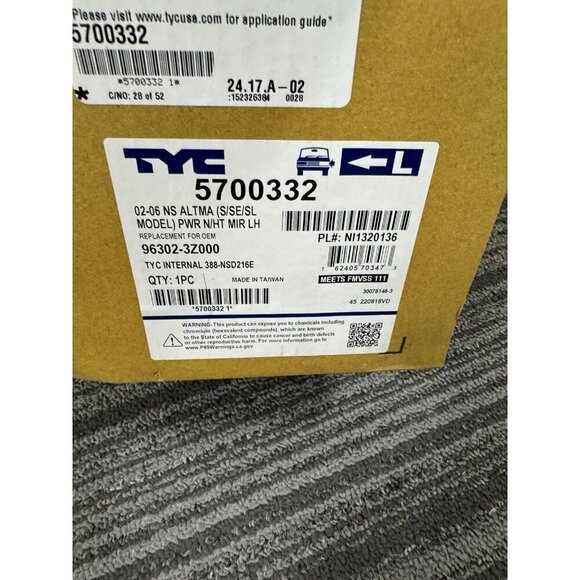 Please visit www.tycusa.com for application guide*
5700332
*5700332 1*
* C/NO: 28 of 52
24.17.A-02
:152326384 0028
TYC
L
5700332
02-06 NS ALTMA (S/SE/SL
MODEL) PWR N/HT MIR LH
REPLACEMENT FOR OEM
96302-3Z000
TYC INTERNAL 388-NSD216E
QTY: 1PC MADE IN TAIWAN
*5700332 1*
PL#: NI1320136
7 62405 70347 3
MEETS FMVSS 111
30078146-3
45 220818VD
WARNING: This product can expose you to chemicals including
chromium (hexavalent compounds), which are known
to the State of California to cause cancer and birth defects
or other reproductive harm. For more information go to
www.P65Warnings.ca.gov